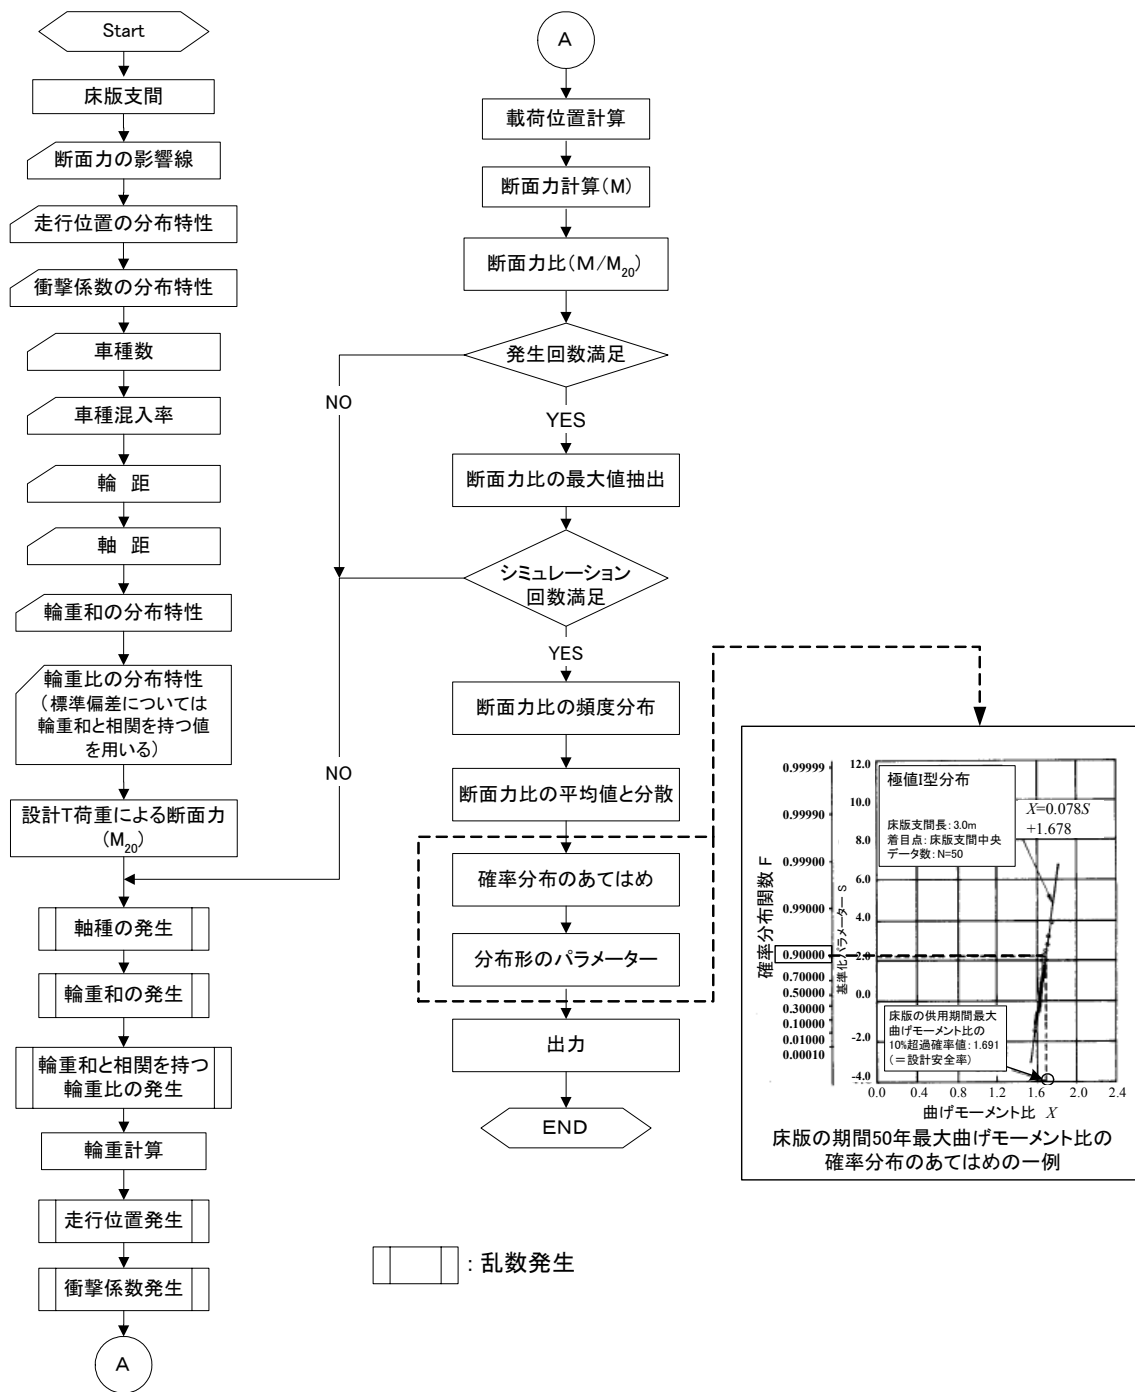 Start
床版支間
断面力の影響線
走行位置の分布特性
衝撃係数の分布特性
車種数
車種混入率
輪 距
軸 距
輪重和の分布特性
輪重比の分布特性
(標準偏差については
輪重和と相関を持つ値
を用いる)
設計T荷重による断面力
(M20)
軸種の発生
輪重和の発生
輪重和と相関を持つ
輪重比の発生
輪重計算
走行位置発生
衝撃係数発生
A
A
載荷位置計算
断面力計算(M)
断面力比(M/M20)
発生回数満足
NO
YES
断面力比の最大値抽出
シミュレーション
回数満足
YES
NO
断面力比の頻度分布
断面力比の平均値と分散
確率分布のあてはめ
分布形のパラメーター
出力
END
: 乱数発生
確率分布関数 F
0.99999
0.99990
0.99900
0.99000
0.90000
0.70000
0.50000
0.30000
0.10000
0.01000
0.00010
基準化パラメーター S
12.0
10.0
8.0
6.0
4.0
2.0
0.0
-2.0
-4.0
極値I型分布
床版支間長: 3.0m
着目点: 床版支間中央
データ数: N=50
X=0.078S
+1.678
床版の供用期間最大
曲げモーメント比の
10%超過確率値: 1.691
(=設計安全率)
0.0 0.4 0.8 1.2 1.6 2.0 2.4
曲げモーメント比 X
床版の期間50年最大曲げモーメント比の
確率分布のあてはめの一例